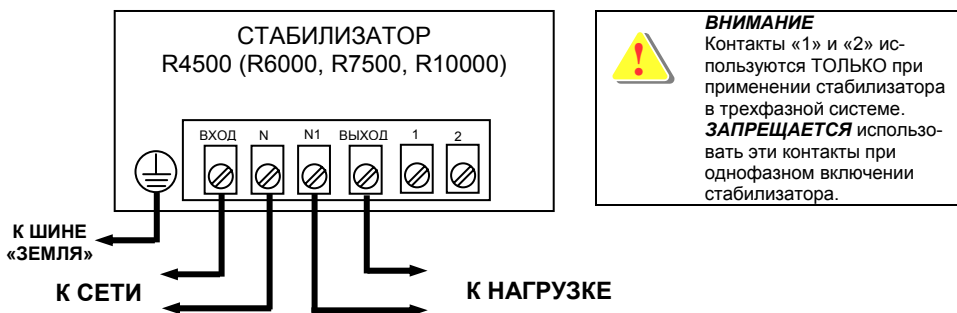 СТАБИЛИЗАТОР
R4500 (R6000, R7500, R10000)
ВХОД N N1 ВЫХОД 1 2
К ШИНЕ
«ЗЕМЛЯ»
К СЕТИ
К НАГРУЗКЕ
ВНИМАНИЕ
Контакты «1» и «2» ис-
пользуются ТОЛЬКО при
применении стабилизатора
в трехфазной системе.
ЗАПРЕЩАЕТСЯ использо-
вать эти контакты при
однофазном включении
стабилизатора.